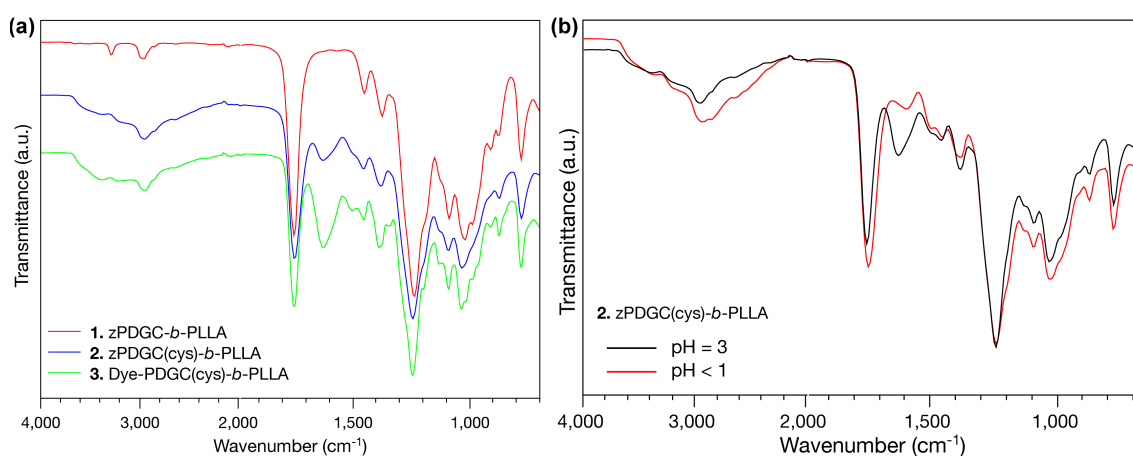 (a)
Transmittance (a.u.)
1. zPDGC-b-PLLA
2. zPDGC(cys)-b-PLLA
3. Dye-PDGC(cys)-b-PLLA
4,000 3,000 2,000 1,500 1,000
Wavenumber (cm⁻¹)
(b)
Transmittance (a.u.)
2. zPDGC(cys)-b-PLLA
pH = 3
pH < 1
4,000 3,000 2,000 1,500 1,000
Wavenumber (cm⁻¹)